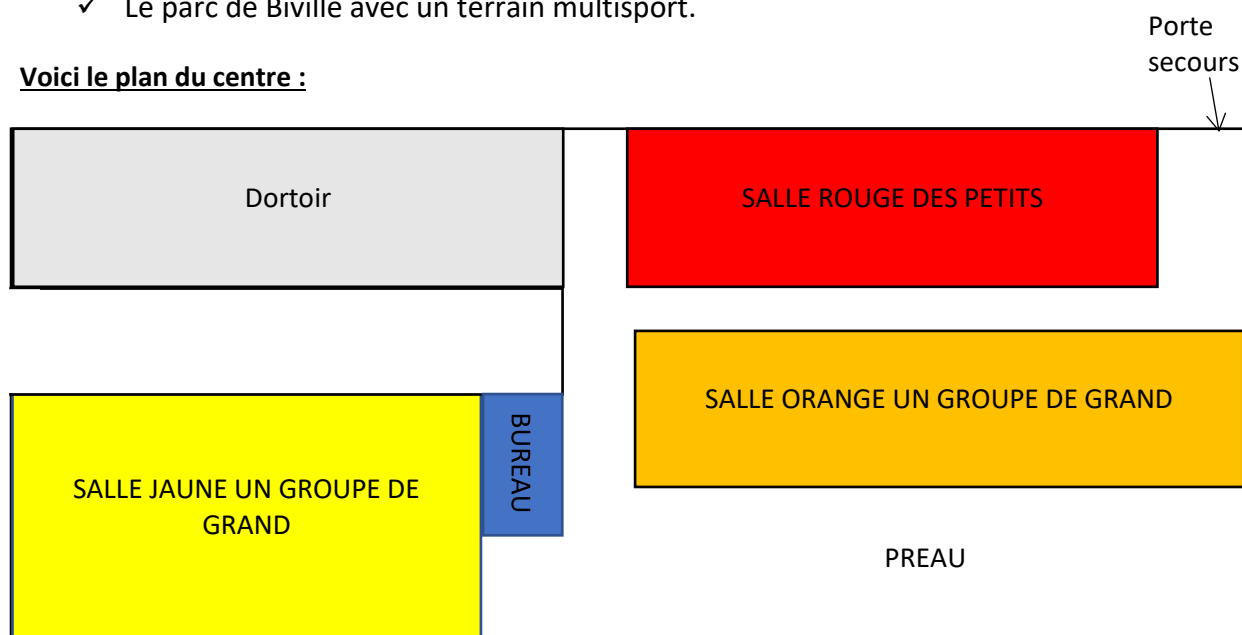 ✓ Le parc de Biville avec un terrain multisport.
Porte
secours
Voici le plan du centre :
Dortoir
SALLE ROUGE DES PETITS
SALLE ORANGE UN GROUPE DE GRAND
BUREAU
SALLE JAUNE UN GROUPE DE
GRAND
PREAU